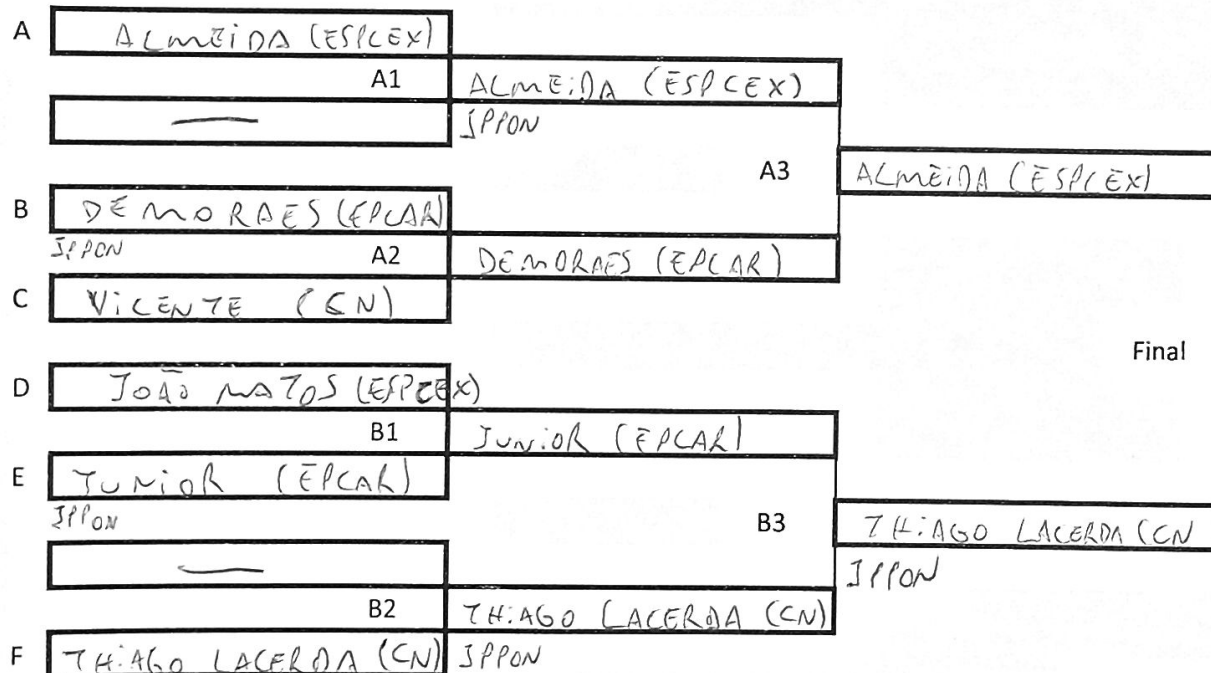 A ALMEiDA (ESPCEX)
A1 ALMEiDA (ESPCEX)
—
IPPON
A3 ALMEiDA (ESPCEX)
B DE MORAES (EPCAR)
IPPON
A2 DEMORAES (EPCAR)
C ViCENTE (CN)
Final
D JOÃO MATOS (ESPCEX)
B1 JUNiOR (EPCAR)
E JUNiOR (EPCAR)
IPPON
B3 THiAGO LACERDA (CN
—
IPPON
B2 THiAGO LACERDA (CN)
F THiAGO LACERDA (CN) IPPON